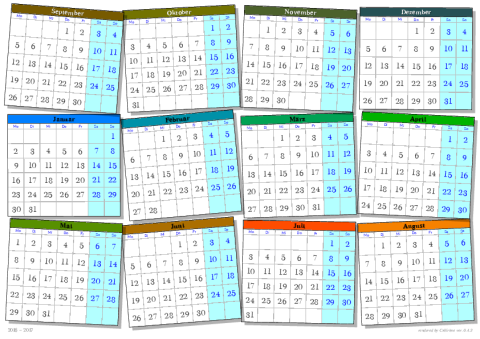 September
Mo Di Mi Do Fr Sa So
1 2 3 4
5 6 7 8 9 10 11
12 13 14 15 16 17 18
19 20 21 22 23 24 25
26 27 28 29 30
Oktober
Mo Di Mi Do Fr Sa So
1 2
3 4 5 6 7 8 9
10 11 12 13 14 15 16
17 18 19 20 21 22 23
24 25 26 27 28 29 30
31
November
Mo Di Mi Do Fr Sa So
1 2 3 4 5 6
7 8 9 10 11 12 13
14 15 16 17 18 19 20
21 22 23 24 25 26 27
28 29 30
Dezember
Mo Di Mi Do Fr Sa So
1 2 3 4
5 6 7 8 9 10 11
12 13 14 15 16 17 18
19 20 21 22 23 24 25
26 27 28 29 30 31
Januar
Mo Di Mi Do Fr Sa So
2 3 4 5 6 7 8
9 10 11 12 13 14 15
16 17 18 19 20 21 22
23 24 25 26 27 28 29
30 31
Februar
Mo Di Mi Do Fr Sa So
1 2 3 4 5
6 7 8 9 10 11 12
13 14 15 16 17 18 19
20 21 22 23 24 25 26
27 28
März
Mo Di Mi Do Fr Sa So
1 2 3 4 5
6 7 8 9 10 11 12
13 14 15 16 17 18 19
20 21 22 23 24 25 26
27 28 29 30 31
April
Mo Di Mi Do Fr Sa So
1 2
3 4 5 6 7 8 9
10 11 12 13 14 15 16
17 18 19 20 21 22 23
24 25 26 27 28 29 30
Mai
Mo Di Mi Do Fr Sa So
1 2 3 4 5 6 7
8 9 10 11 12 13 14
15 16 17 18 19 20 21
22 23 24 25 26 27 28
29 30 31
Juni
Mo Di Mi Do Fr Sa So
1 2 3 4
5 6 7 8 9 10 11
12 13 14 15 16 17 18
19 20 21 22 23 24 25
26 27 28 29 30
Juli
Mo Di Mi Do Fr Sa So
1 2
3 4 5 6 7 8 9
10 11 12 13 14 15 16
17 18 19 20 21 22 23
24 25 26 27 28 29 30
31
August
Mo Di Mi Do Fr Sa So
1 2 3 4 5 6
7 8 9 10 11 12 13
14 15 16 17 18 19 20
21 22 23 24 25 26 27
28 29 30 31
2016 – 2017